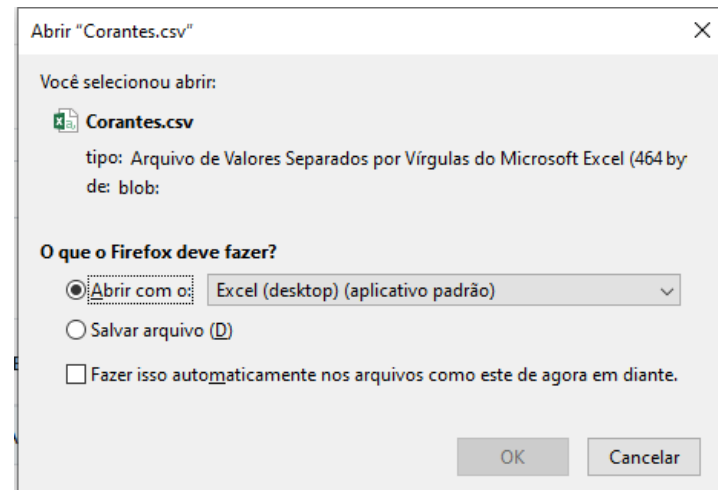 Abrir “Corantes.csv”
Você selecionou abrir:
Corantes.csv
tipo: Arquivo de Valores Separados por Vírgulas do Microsoft Excel (464 by
de: blob:
O que o Firefox deve fazer?
Abrir com o: Excel (desktop) (aplicativo padrão)
Salvar arquivo (D)
Fazer isso automaticamente nos arquivos como este de agora em diante.
OK Cancelar